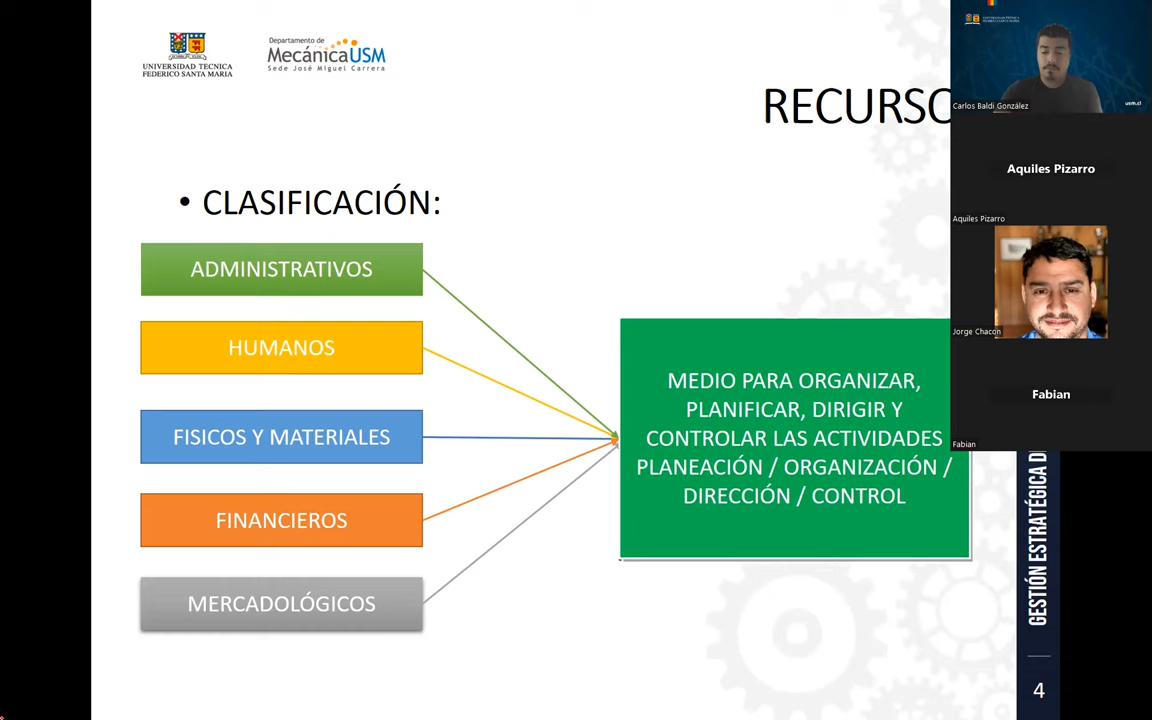 UNIVERSIDAD TECNICA
FEDERICO SANTA MARIA
Departamento de
MecánicaUSM
Sede José Miguel Carrera
RECURSO
• CLASIFICACIÓN:
ADMINISTRATIVOS
HUMANOS
FISICOS Y MATERIALES
FINANCIEROS
MERCADOLÓGICOS
MEDIO PARA ORGANIZAR,
PLANIFICAR, DIRIGIR Y
CONTROLAR LAS ACTIVIDADES
PLANEACIÓN / ORGANIZACIÓN /
DIRECCIÓN / CONTROL
GESTIÓN ESTRATÉGICA
4
Carlos Baldi González
usm.cl
Aquiles Pizarro
Aquiles Pizarro
Jorge Chacon
Fabian
Fabian